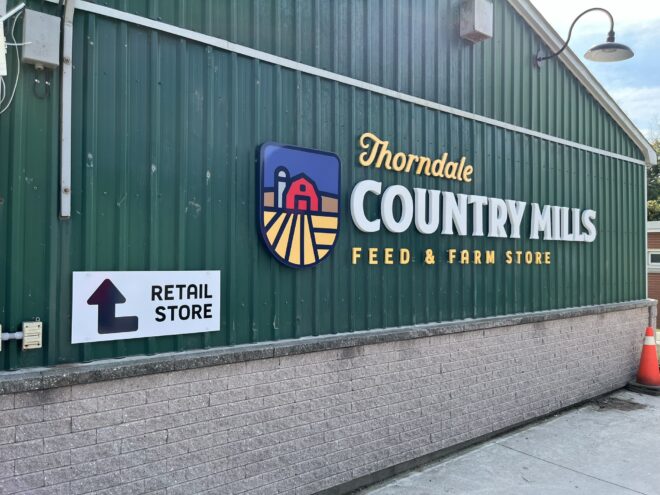 Thorndale
COUNTRY MILLS
FEED & FARM STORE
RETAIL
STORE